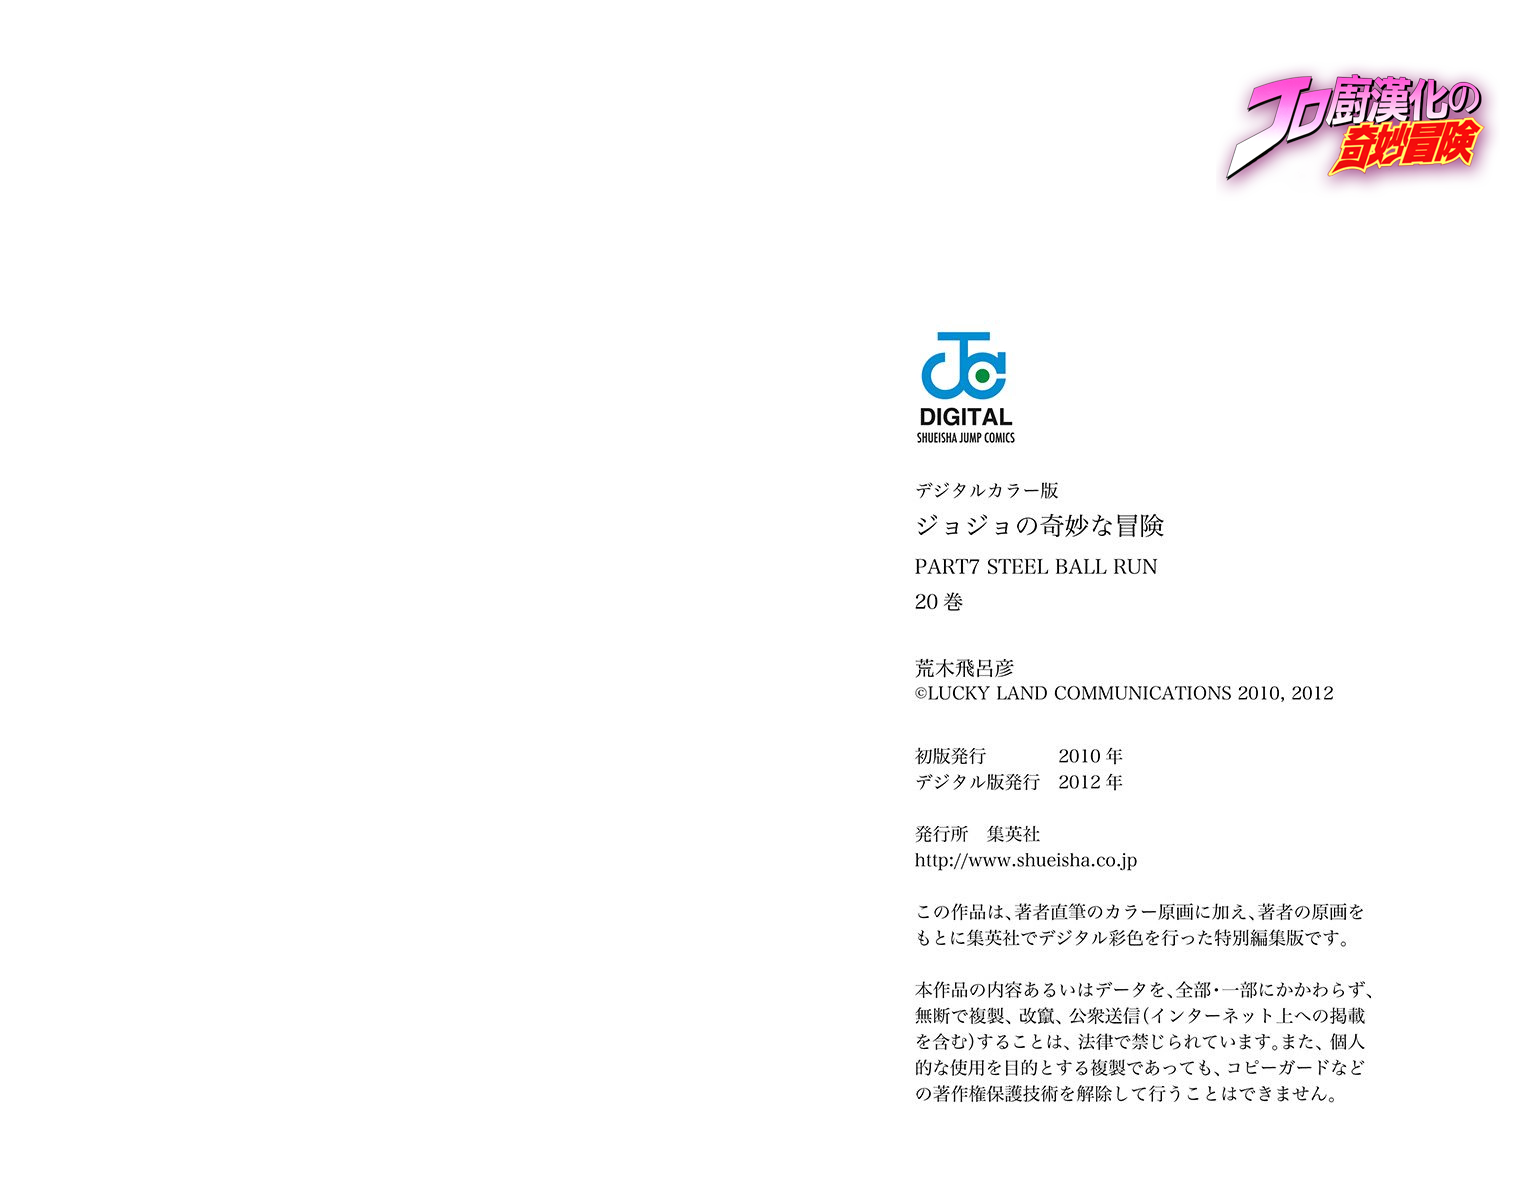 JO廚漢化の
奇妙冒険
DIGITAL
SHUEISHA JUMP COMICS
デジタルカラー版
ジョジョの奇妙な冒険
PART7 STEEL BALL RUN
20 巻
荒木飛呂彦
©LUCKY LAND COMMUNICATIONS 2010, 2012
初版発行 2010 年
デジタル版発行 2012 年
発行所 集英社
http://www.shueisha.co.jp
この作品は、著者直筆のカラー原画に加え、著者の原画を
もとに集英社でデジタル彩色を行った特別編集版です。
本作品の内容あるいはデータを、全部・一部にかかわらず、
無断で複製、改竄、公衆送信(インターネット上への掲載
を含む)することは、法律で禁じられています。また、個人
的な使用を目的とする複製であっても、コピーガードなど
の著作権保護技術を解除して行うことはできません。